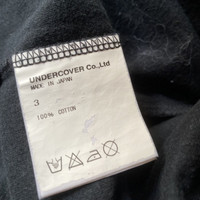 UNDERCOVER Co.,Ltd
MADE IN JAPAN
3
100% COTTON